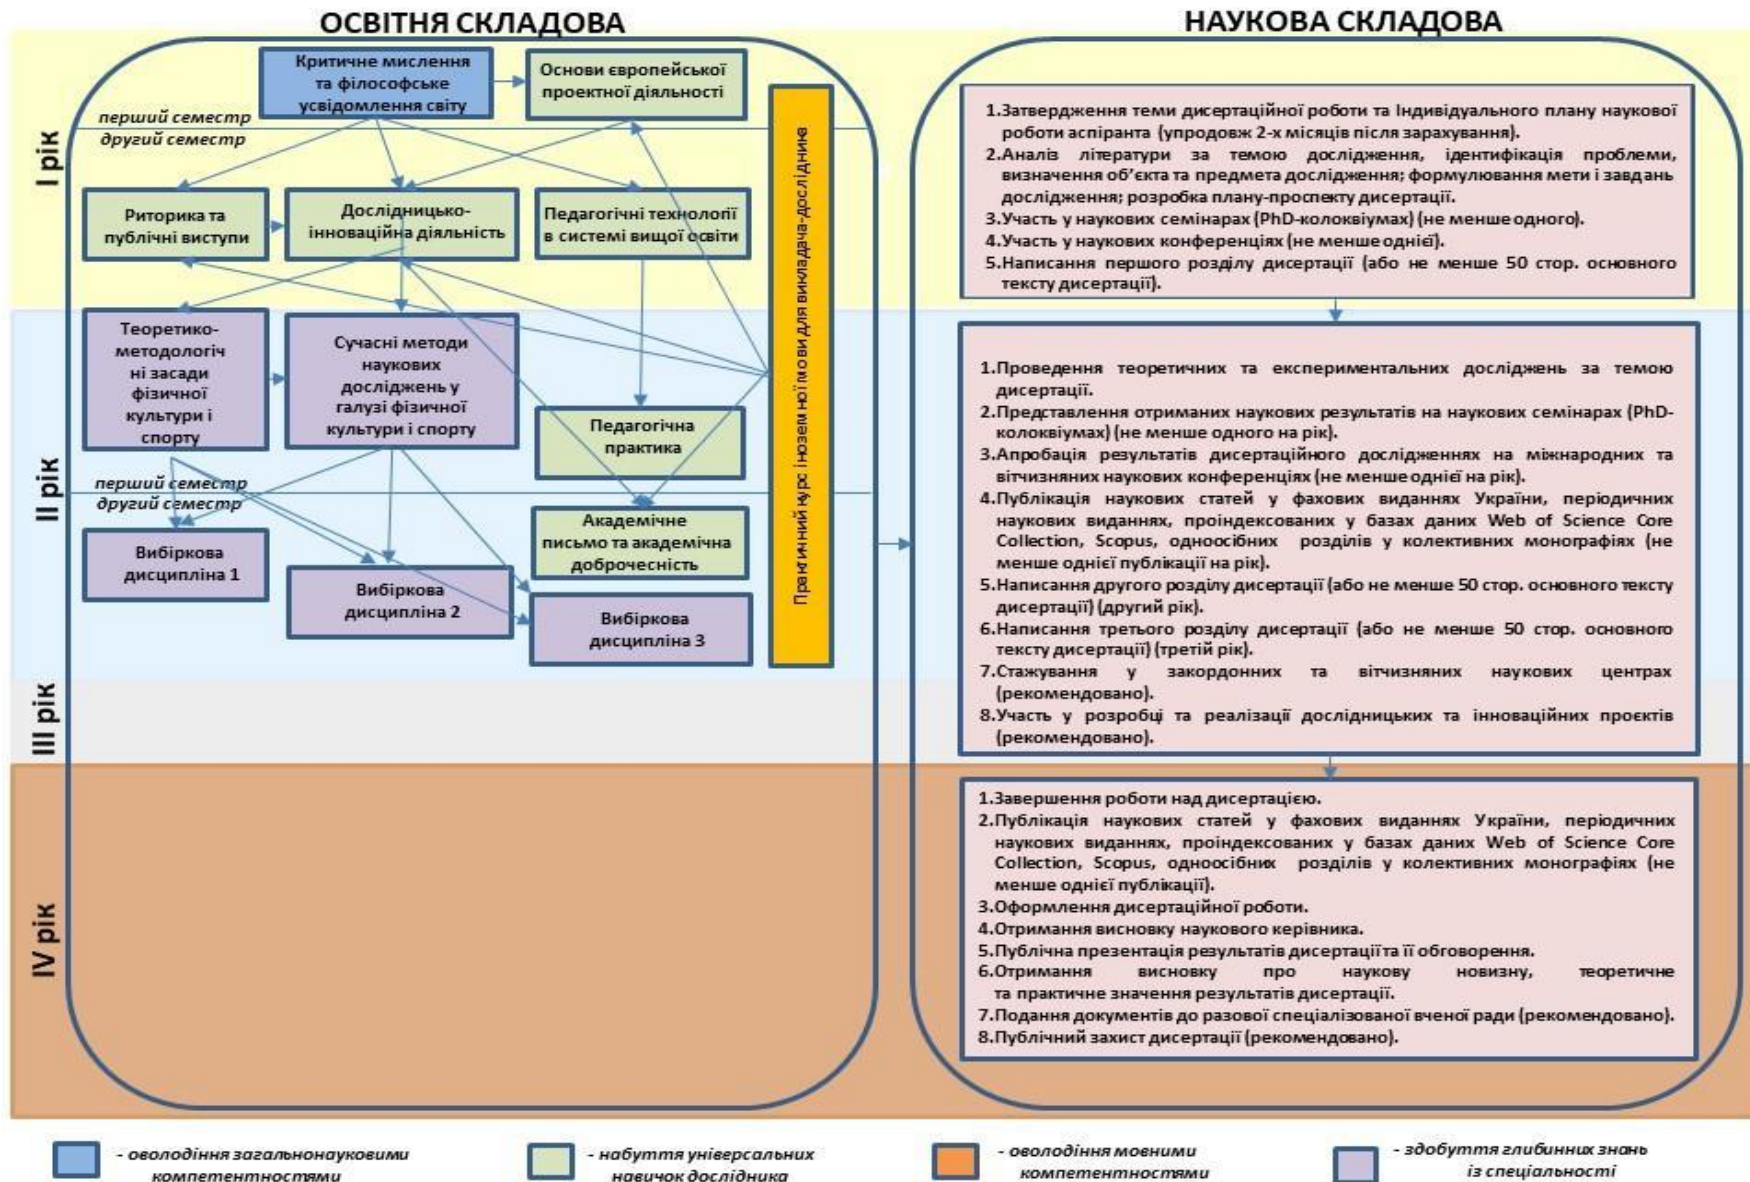 ОСВІТНЯ СКЛАДОВА
НАУКОВА СКЛАДОВА
І рік
перший семестр
другий семестр
Критичне мислення
та філософське
усвідомлення світу
Основи європейської
проектної діяльності
Риторика та
публічні виступи
Дослідницько-
інноваційна діяльність
Педагогічні технології
в системі вищої освіти
Практичний курс іноземної мови для викладача-дослідника
ІІ рік
Теоретико-
методологіч
ні засади
фізичної
культури і
спорту
Сучасні методи
наукових
досліджень у
галузі фізичної
культури і спорту
Педагогічна
практика
перший семестр
другий семестр
Вибіркова
дисципліна 1
Вибіркова
дисципліна 2
Академічне
письмо та академічна
доброчесність
Вибіркова
дисципліна 3
ІІІ рік
IV рік
1.Затвердження теми дисертаційної роботи та Індивідуального плану наукової
роботи аспіранта (упродовж 2-х місяців після зарахування).
2.Аналіз літератури за темою дослідження, ідентифікація проблеми,
визначення об’єкта та предмета дослідження; формулювання мети і завдань
дослідження; розробка плану-проспекту дисертації.
3.Участь у наукових семінарах (PhD-колоквіумах) (не менше одного).
4.Участь у наукових конференціях (не менше однієї).
5.Написання першого розділу дисертації (або не менше 50 стор. основного
тексту дисертації).
1.Проведення теоретичних та експериментальних досліджень за темою
дисертації.
2.Представлення отриманих наукових результатів на наукових семінарах (PhD-
колоквіумах) (не менше одного на рік).
3.Апробація результатів дисертаційного дослідженнях на міжнародних та
вітчизняних наукових конференціях (не менше однієї на рік).
4.Публікація наукових статей у фахових виданнях України, періодичних
наукових виданнях, проіндексованих у базах даних Web of Science Core
Collection, Scopus, одноосібних розділів у колективних монографіях (не
менше однієї публікації на рік).
5.Написання другого розділу дисертації (або не менше 50 стор. основного тексту
дисертації) (другий рік).
6.Написання третього розділу дисертації (або не менше 50 стор. основного
тексту дисертації) (третій рік).
7.Стажування у закордонних та вітчизняних наукових центрах
(рекомендовано).
8.Участь у розробці та реалізації дослідницьких та інноваційних проєктів
(рекомендовано).
1.Завершення роботи над дисертацією.
2.Публікація наукових статей у фахових виданнях України, періодичних
наукових виданнях, проіндексованих у базах даних Web of Science Core
Collection, Scopus, одноосібних розділів у колективних монографіях (не
менше однієї публікації).
3.Оформлення дисертаційної роботи.
4.Отримання висновку наукового керівника.
5.Публічна презентація результатів дисертації та її обговорення.
6.Отримання висновку про наукову новизну, теоретичне
та практичне значення результатів дисертації.
7.Подання документів до разової спеціалізованої вченої ради (рекомендовано).
8.Публічний захист дисертації (рекомендовано).
- оволодіння загальнонауковими
компетентностями
- набуття універсальних
навичок дослідника
- оволодіння мовними
компетентностями
- здобуття глибинних знань
із спеціальності